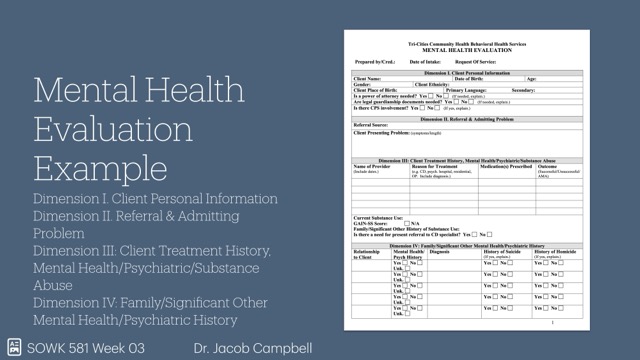 Mental Health
Evaluation
Example
Dimension I. Client Personal Information
Dimension II. Referral & Admitting
Problem
Dimension III: Client Treatment History,
Mental Health/Psychiatric/Substance
Abuse
Dimension IV: Family/Significant Other
Mental Health/Psychiatric History
SOWK 581 Week 03
Dr. Jacob Campbell
Tri-Cities Community Health Behavioral Health Services
MENTAL HEALTH EVALUATION
Prepared by/Cred.: Date of Intake: Request Of Service:
Dimension I. Client Personal Information
Client Name: Date of Birth: Age:
Gender: Client Ethnicity:
Client Place of Birth: Primary Language: Secondary:
Is a power of attorney needed? Yes No (If needed, explain.)
Are legal guardianship documents needed? Yes No (If needed, explain.)
Is there CPS involvement? Yes No (If yes, explain.)
Dimension II. Referral & Admitting Problem
Referral Source:
Client Presenting Problem: (symptoms/length)
Dimension III: Client Treatment History, Mental Health/Psychiatric/Substance Abuse
Name of Provider Reason for Treatment Medication(s) Prescribed Outcome
(Include dates.) (e.g. CD, psych. hospital, residential, (Successful/Unsuccessful/
OP. Include diagnosis.) AMA)
Current Substance Use:
GAIN-SS Score: N/A
Family/Significant Other History of Substance Use:
Is there a need for present referral to CD specialist? Yes No
Dimension IV: Family/Significant Other Mental Health/Psychiatric History
Relationship Mental Health/ Diagnosis History of Suicide History of Homicide
to Client Psych History (If yes, explain.) (If yes, explain.)
Yes No Yes No Yes No
Unk.
Yes No Yes No Yes No
Unk.
Yes No Yes No Yes No
Unk.
Yes No Yes No Yes No
Unk.
Yes No Yes No Yes No
Unk.
1